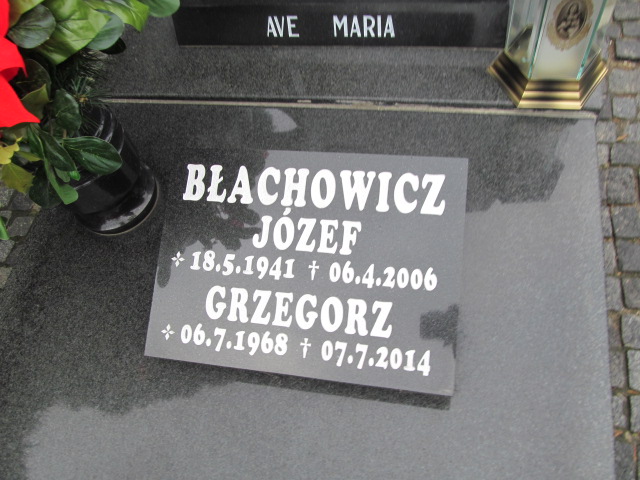 AVE MARIA
BŁACHOWICZ
JÓZEF
18.5.1941 † 06.4.2006
GRZEGORZ
06.7.1968 † 07.7.2014